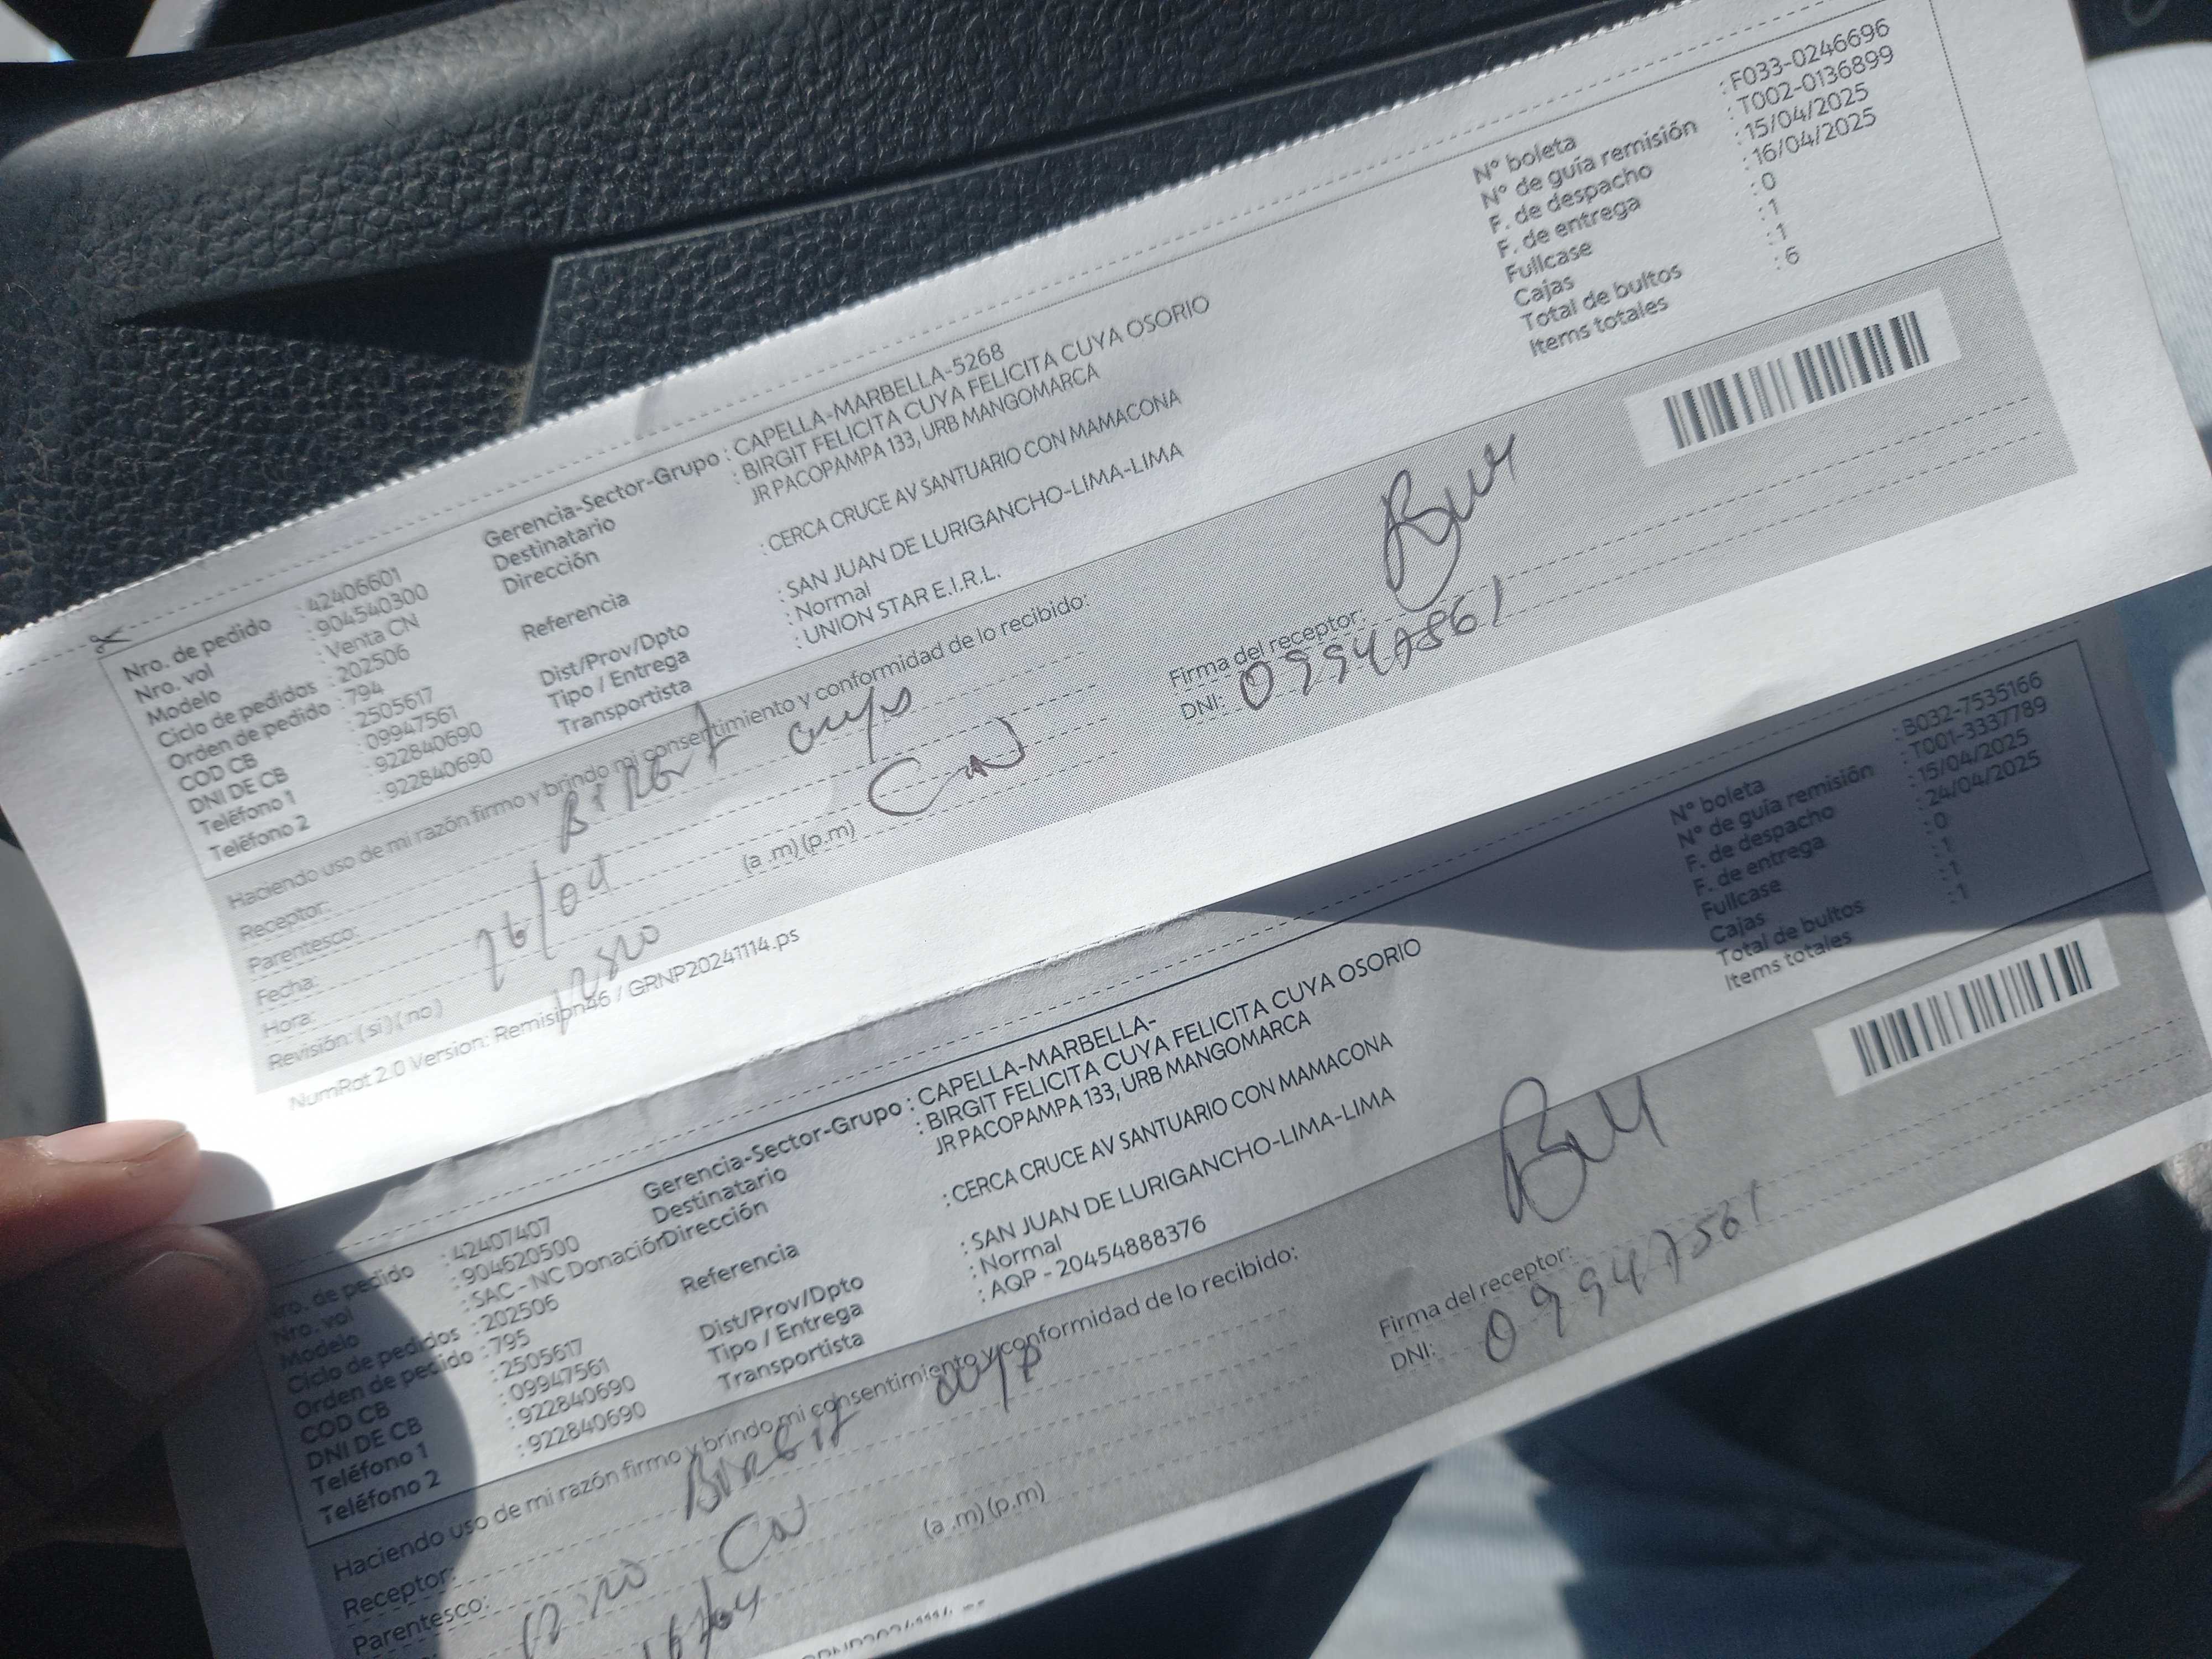 Nro. de pedido : 42406601
Nro. vol : 904540300
Modelo : Venta CN
Ciclo de pedidos : 202506
Orden de pedido : 794
COD CB : 2505617
DNI DE CB : 09947561
Teléfono 1 : 922840690
Teléfono 2 : 922840690
Gerencia-Sector-Grupo : CAPELLA-MARBELLA-5268
Destinatario : BIRGIT FELICITA CUYA FELICITA CUYA OSORIO
Dirección JR PACOPAMPA 133, URB MANGOMARCA
Referencia : CERCA CRUCE AV SANTUARIO CON MAMACONA
Dist/Prov/Dpto : SAN JUAN DE LURIGANCHO-LIMA-LIMA
Tipo / Entrega : Normal
Transportista : UNION STAR E.I.R.L.
N° boleta : F033-0246696
N° de guía remisión : T002-0136899
F. de despacho : 15/04/2025
F. de entrega : 16/04/2025
Fullcase : 0
Cajas : 1
Total de bultos : 1
Items totales : 6
Haciendo uso de mi razón firmo y brindo mi consentimiento y conformidad de lo recibido:
Receptor: Birgit Cuya
Parentesco: CN
Fecha: 16/04
Hora: (a .m) (p.m)
Revisión: ( si ) ( no )
Firma del receptor:
DNI: 09947561
NumRot 2.0 Version: Remision46 / GRNP20241114.ps
Nro. de pedido : 42407407
Nro. vol : 904620500
Modelo : SAC - NC Donación
Ciclo de pedidos : 202506
Orden de pedido : 795
COD CB : 2505617
DNI DE CB : 09947561
Teléfono 1 : 922840690
Teléfono 2 : 922840690
Gerencia-Sector-Grupo : CAPELLA-MARBELLA-
Destinatario : BIRGIT FELICITA CUYA FELICITA CUYA OSORIO
Dirección JR PACOPAMPA 133, URB MANGOMARCA
Referencia : CERCA CRUCE AV SANTUARIO CON MAMACONA
Dist/Prov/Dpto : SAN JUAN DE LURIGANCHO-LIMA-LIMA
Tipo / Entrega : Normal
Transportista : AQP - 20454888376
N° boleta : B032-7535166
N° de guía remisión : T001-3337789
F. de despacho : 15/04/2025
F. de entrega : 24/04/2025
Fullcase : 0
Cajas : 1
Total de bultos : 1
Items totales : 1
Haciendo uso de mi razón firmo y brindo mi consentimiento y conformidad de lo recibido:
Receptor: Birgit Cuya
Parentesco: CN
16/04
(a .m) (p.m)
Firma del receptor:
DNI: 09947561